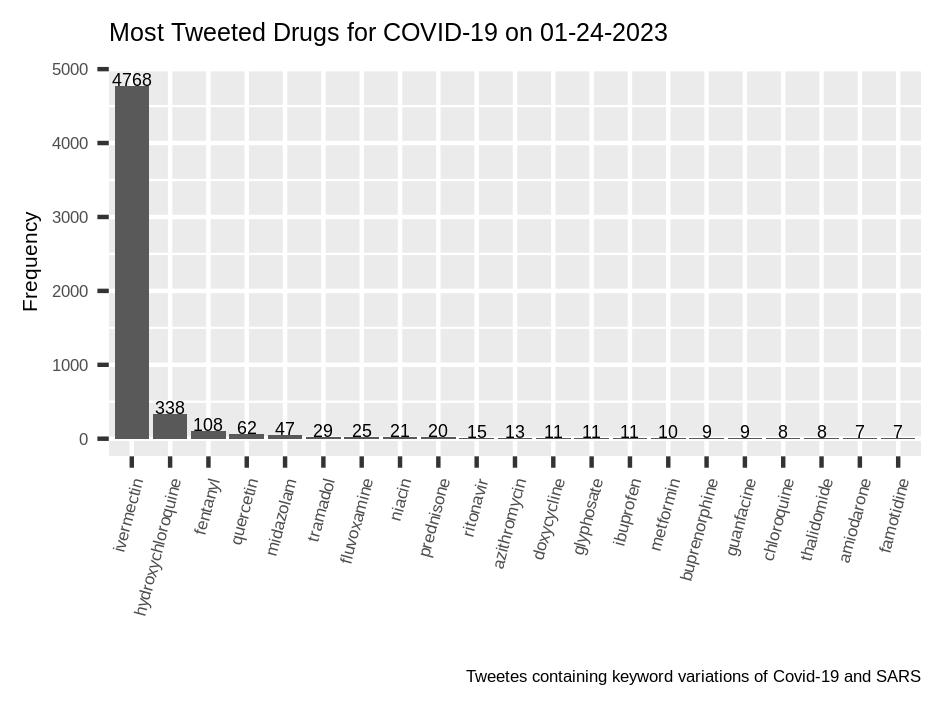 Most Tweeted Drugs for COVID-19 on 01-24-2023
Frequency
5000
4000
3000
2000
1000
0
4768
338
108
62
47
29
25
21
20
15
13
11
11
11
10
9
9
8
8
7
7
ivermectin
hydroxychloroquine
fentanyl
quercetin
midazolam
tramadol
fluvoxamine
niacin
prednisone
ritonavir
azithromycin
doxycycline
glyphosate
ibuprofen
metformin
buprenorphine
guanfacine
chloroquine
thalidomide
amiodarone
famotidine
Tweetes containing keyword variations of Covid-19 and SARS